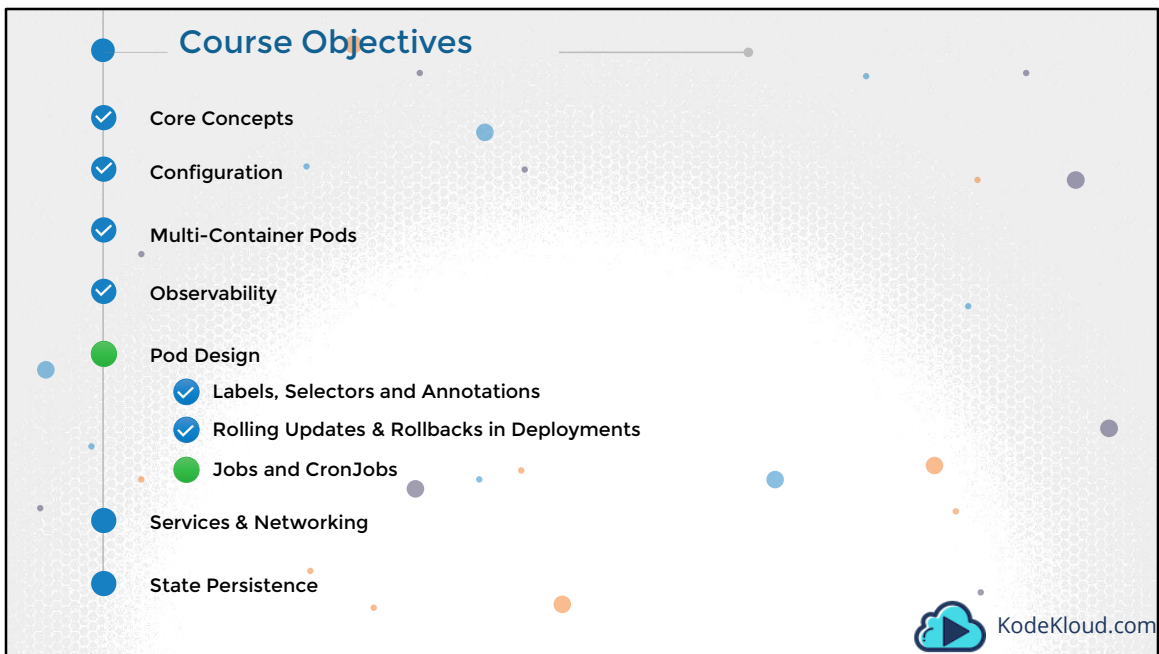 Course Objectives
Core Concepts
Configuration
Multi-Container Pods
Observability
Pod Design
Labels, Selectors and Annotations
Rolling Updates & Rollbacks in Deployments
Jobs and CronJobs
Services & Networking
State Persistence
KodeKloud.com